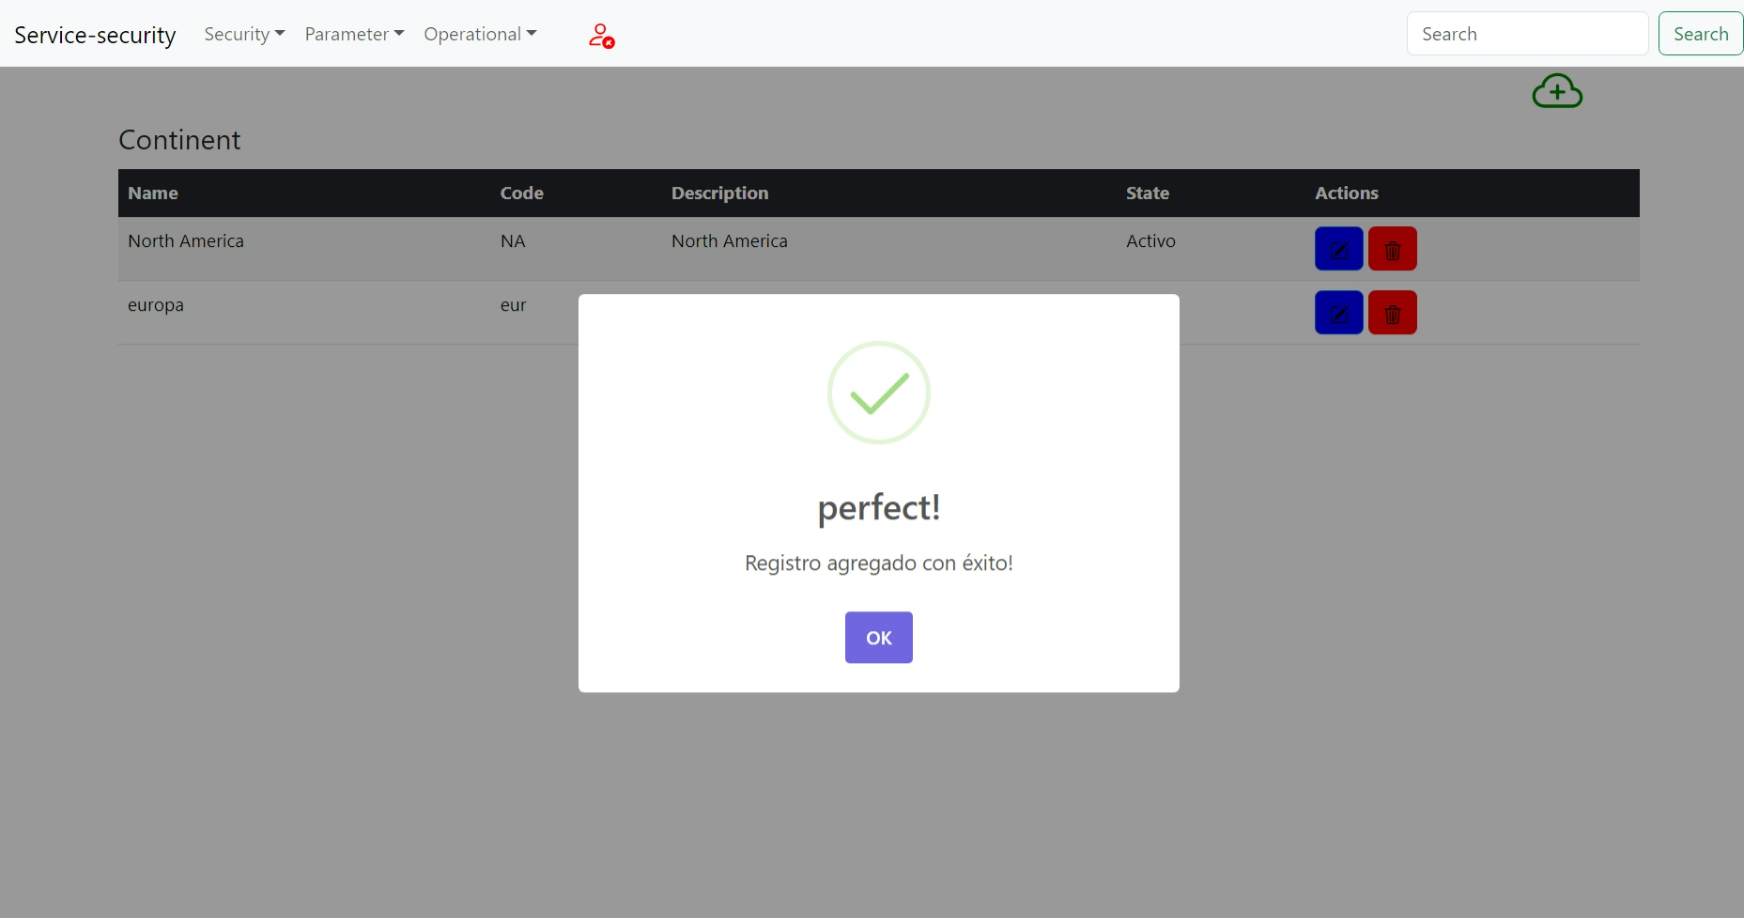 Service-security Security Parameter Operational Search Search
Continent
Name Code Description State Actions
North America NA North America Activo
europa eur
perfect!
Registro agregado con éxito!
OK